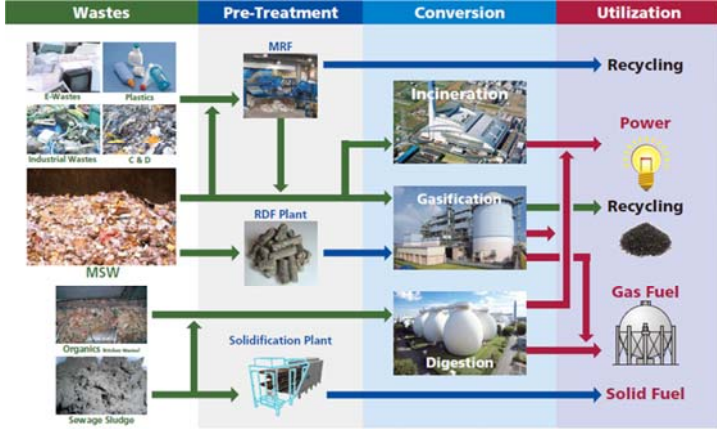 Wastes
Pre-Treatment
Conversion
Utilization
E-Wastes
Plastics
Industrial Wastes
C & D
MSW
Organics
Sewage Sludge
MRF
RDF Plant
Solidification Plant
Incineration
Gasification
Digestion
Recycling
Power
Recycling
Gas Fuel
Solid Fuel